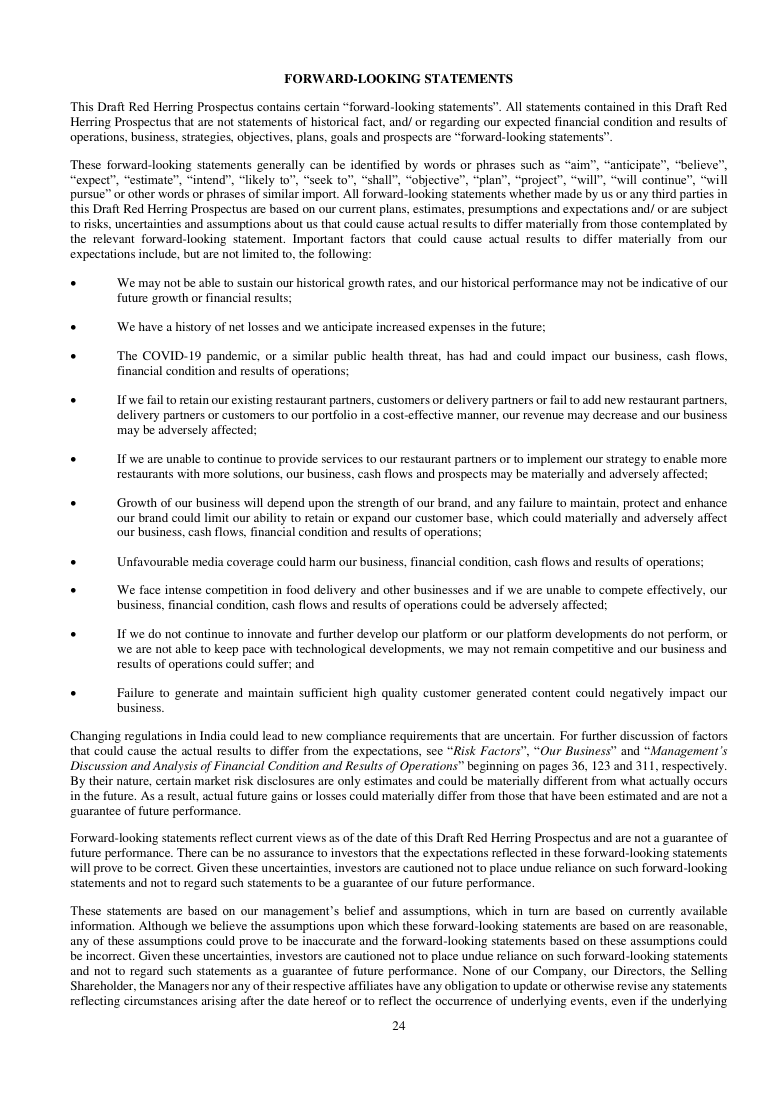 FORWARD-LOOKING STATEMENTS
This Draft Red Herring Prospectus contains certain “forward-looking statements”. All statements contained in this Draft Red
Herring Prospectus that are not statements of historical fact, and/ or regarding our expected financial condition and results of
operations, business, strategies, objectives, plans, goals and prospects are “forward-looking statements”.
These forward-looking statements generally can be identified by words or phrases such as “aim”, “anticipate”, “believe”,
“expect”, “estimate”, “intend”, “likely to”, “seek to”, “shall”, “objective”, “plan”, “project”, “will”, “will continue”, “will
pursue” or other words or phrases of similar import. All forward-looking statements whether made by us or any third parties in
this Draft Red Herring Prospectus are based on our current plans, estimates, presumptions and expectations and/ or are subject
to risks, uncertainties and assumptions about us that could cause actual results to differ materially from those contemplated by
the relevant forward-looking statement. Important factors that could cause actual results to differ materially from our
expectations include, but are not limited to, the following:
• We may not be able to sustain our historical growth rates, and our historical performance may not be indicative of our
future growth or financial results;
• We have a history of net losses and we anticipate increased expenses in the future;
• The COVID-19 pandemic, or a similar public health threat, has had and could impact our business, cash flows,
financial condition and results of operations;
• If we fail to retain our existing restaurant partners, customers or delivery partners or fail to add new restaurant partners,
delivery partners or customers to our portfolio in a cost-effective manner, our revenue may decrease and our business
may be adversely affected;
• If we are unable to continue to provide services to our restaurant partners or to implement our strategy to enable more
restaurants with more solutions, our business, cash flows and prospects may be materially and adversely affected;
• Growth of our business will depend upon the strength of our brand, and any failure to maintain, protect and enhance
our brand could limit our ability to retain or expand our customer base, which could materially and adversely affect
our business, cash flows, financial condition and results of operations;
• Unfavourable media coverage could harm our business, financial condition, cash flows and results of operations;
• We face intense competition in food delivery and other businesses and if we are unable to compete effectively, our
business, financial condition, cash flows and results of operations could be adversely affected;
• If we do not continue to innovate and further develop our platform or our platform developments do not perform, or
we are not able to keep pace with technological developments, we may not remain competitive and our business and
results of operations could suffer; and
• Failure to generate and maintain sufficient high quality customer generated content could negatively impact our
business.
Changing regulations in India could lead to new compliance requirements that are uncertain. For further discussion of factors
that could cause the actual results to differ from the expectations, see “Risk Factors”, “Our Business” and “Management’s
Discussion and Analysis of Financial Condition and Results of Operations” beginning on pages 36, 123 and 311, respectively.
By their nature, certain market risk disclosures are only estimates and could be materially different from what actually occurs
in the future. As a result, actual future gains or losses could materially differ from those that have been estimated and are not a
guarantee of future performance.
Forward-looking statements reflect current views as of the date of this Draft Red Herring Prospectus and are not a guarantee of
future performance. There can be no assurance to investors that the expectations reflected in these forward-looking statements
will prove to be correct. Given these uncertainties, investors are cautioned not to place undue reliance on such forward-looking
statements and not to regard such statements to be a guarantee of our future performance.
These statements are based on our management’s belief and assumptions, which in turn are based on currently available
information. Although we believe the assumptions upon which these forward-looking statements are based on are reasonable,
any of these assumptions could prove to be inaccurate and the forward-looking statements based on these assumptions could
be incorrect. Given these uncertainties, investors are cautioned not to place undue reliance on such forward-looking statements
and not to regard such statements as a guarantee of future performance. None of our Company, our Directors, the Selling
Shareholder, the Managers nor any of their respective affiliates have any obligation to update or otherwise revise any statements
reflecting circumstances arising after the date hereof or to reflect the occurrence of underlying events, even if the underlying
24